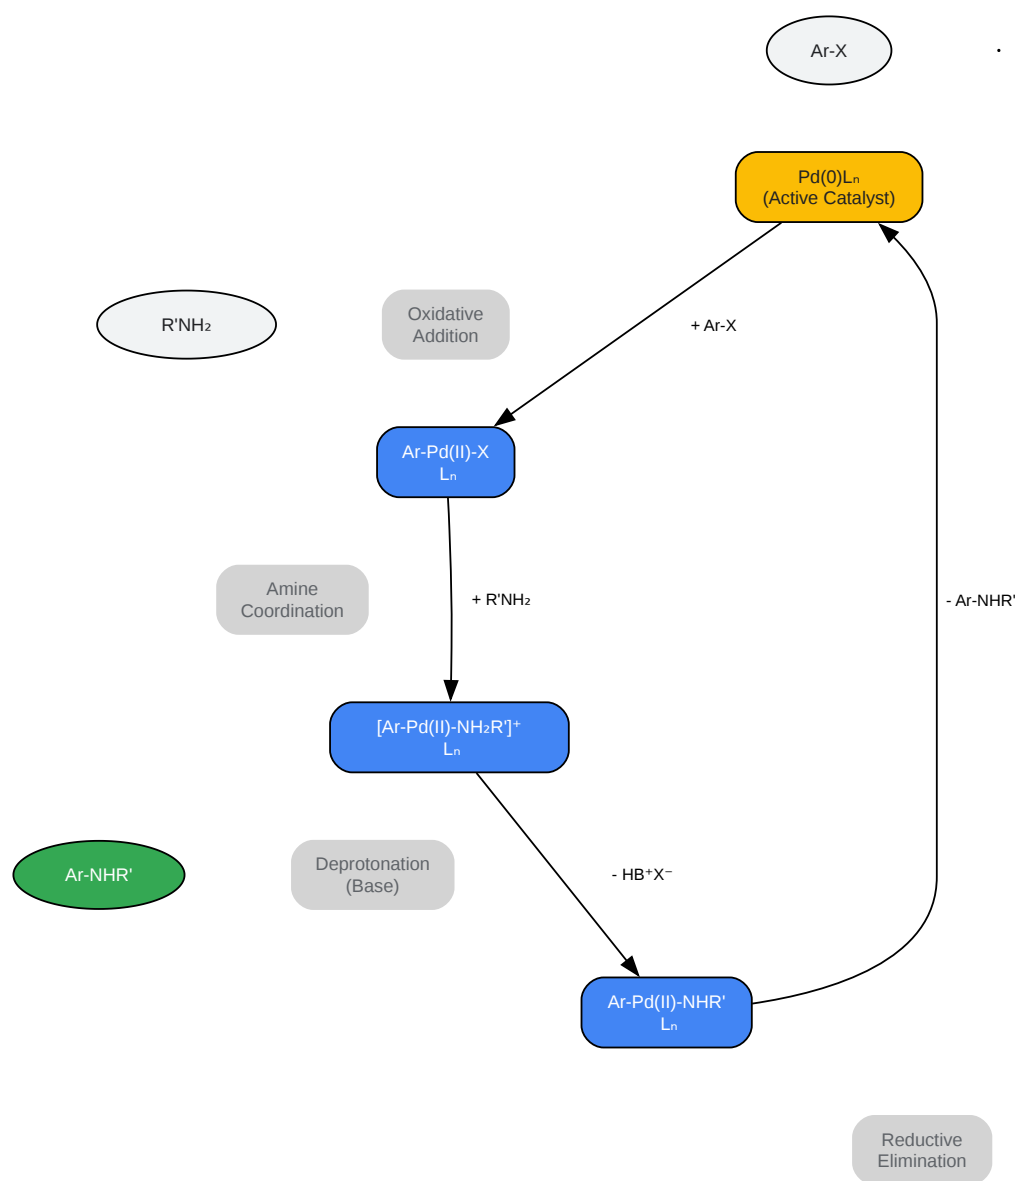 Ar-X
.
Pd(0)Lₙ
(Active Catalyst)
R'NH₂
Oxidative
Addition
+ Ar-X
Ar-Pd(II)-X
Lₙ
Amine
Coordination
+ R'NH₂
- Ar-NHR'
[Ar-Pd(II)-NH₂R']⁺
Lₙ
Ar-NHR'
Deprotonation
(Base)
- HB⁺X⁻
Ar-Pd(II)-NHR'
Lₙ
Reductive
Elimination